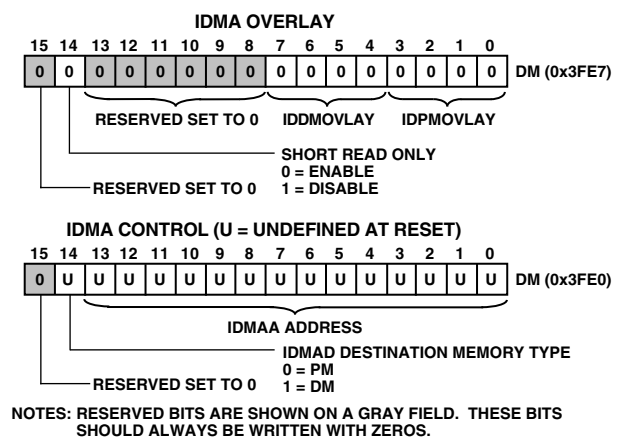 IDMA OVERLAY
15 14 13 12 11 10 9 8 7 6 5 4 3 2 1 0
0 0 0 0 0 0 0 0 0 0 0 0 0 0 0 0 DM (0x3FE7)
RESERVED SET TO 0 IDDMOVLAY IDPMOVLAY
SHORT READ ONLY
0 = ENABLE
RESERVED SET TO 0 1 = DISABLE
IDMA CONTROL (U = UNDEFINED AT RESET)
15 14 13 12 11 10 9 8 7 6 5 4 3 2 1 0
0 U U U U U U U U U U U U U U U DM (0x3FE0)
IDMAA ADDRESS
IDMAD DESTINATION MEMORY TYPE
0 = PM
RESERVED SET TO 0 1 = DM
NOTES: RESERVED BITS ARE SHOWN ON A GRAY FIELD. THESE BITS
SHOULD ALWAYS BE WRITTEN WITH ZEROS.